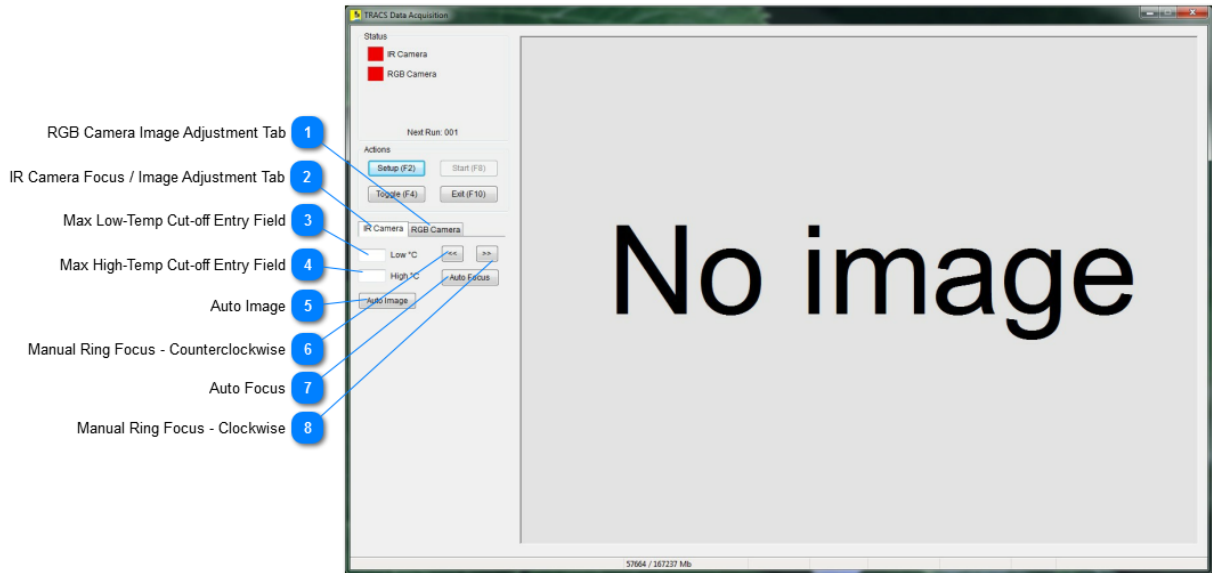 TRACS Data Acquisition
Status
IR Camera
RGB Camera
Next Run: 001
Actions
Setup (F2) Start (F8)
Toggle (F4) Exit (F10)
IR Camera RGB Camera
Low °C << >>
High °C Auto Focus
Auto Image
No image
57664 / 167237 Mb
RGB Camera Image Adjustment Tab 1
IR Camera Focus / Image Adjustment Tab 2
Max Low-Temp Cut-off Entry Field 3
Max High-Temp Cut-off Entry Field 4
Auto Image 5
Manual Ring Focus - Counterclockwise 6
Auto Focus 7
Manual Ring Focus - Clockwise 8